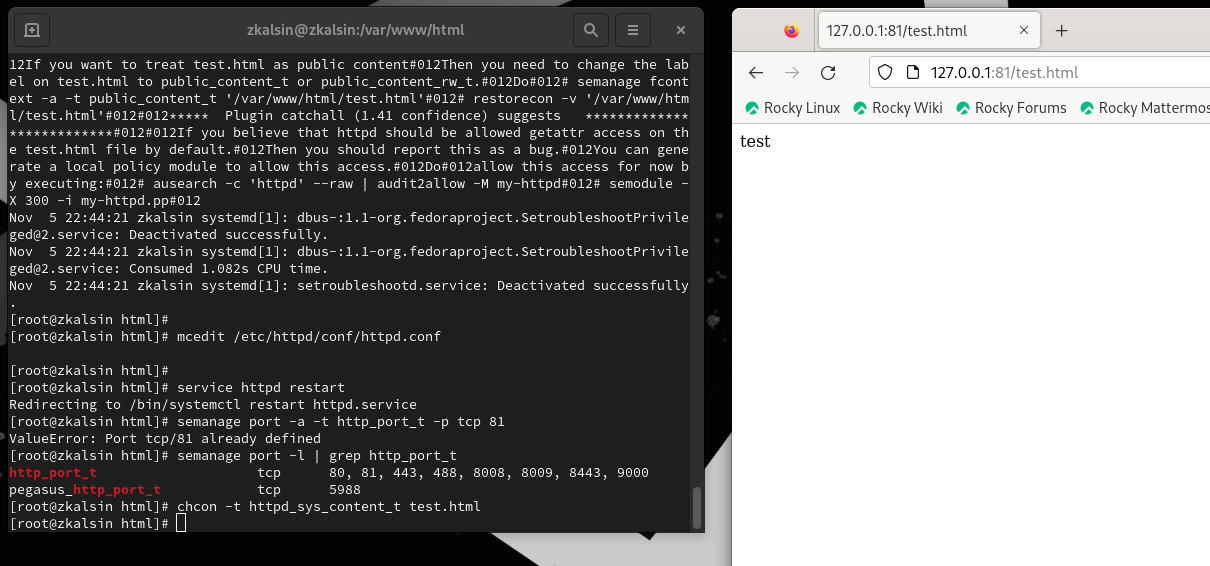 zkalsin@zkalsin:/var/www/html
12If you want to treat test.html as public content#012Then you need to change the lab
el on test.html to public_content_t or public_content_rw_t.#012Do#012# semanage fcont
ext -a -t public_content_t '/var/www/html/test.html'#012# restorecon -v '/var/www/htm
l/test.html'#012#012*****  Plugin catchall (1.41 confidence) suggests   *************
*************#012#012If you believe that httpd should be allowed getattr access on th
e test.html file by default.#012Then you should report this as a bug.#012You can gene
rate a local policy module to allow this access.#012Do#012allow this access for now b
y executing:#012# ausearch -c 'httpd' --raw | audit2allow -M my-httpd#012# semodule -
X 300 -i my-httpd.pp#012
Nov  5 22:44:21 zkalsin systemd[1]: dbus-:1.1-org.fedoraproject.SetroubleshootPrivile
ged@2.service: Deactivated successfully.
Nov  5 22:44:21 zkalsin systemd[1]: dbus-:1.1-org.fedoraproject.SetroubleshootPrivile
ged@2.service: Consumed 1.082s CPU time.
Nov  5 22:44:21 zkalsin systemd[1]: setroubleshootd.service: Deactivated successfully
.
[root@zkalsin html]#
[root@zkalsin html]# mcedit /etc/httpd/conf/httpd.conf
[root@zkalsin html]#
[root@zkalsin html]# service httpd restart
Redirecting to /bin/systemctl restart httpd.service
[root@zkalsin html]# semanage port -a -t http_port_t -p tcp 81
ValueError: Port tcp/81 already defined
[root@zkalsin html]# semanage port -l | grep http_port_t
http_port_t                    tcp      80, 81, 443, 488, 8008, 8009, 8443, 9000
pegasus_http_port_t            tcp      5988
[root@zkalsin html]# chcon -t httpd_sys_content_t test.html
[root@zkalsin html]#
127.0.0.1:81/test.html
127.0.0.1:81/test.html
Rocky Linux Rocky Wiki Rocky Forums Rocky Mattermos
test